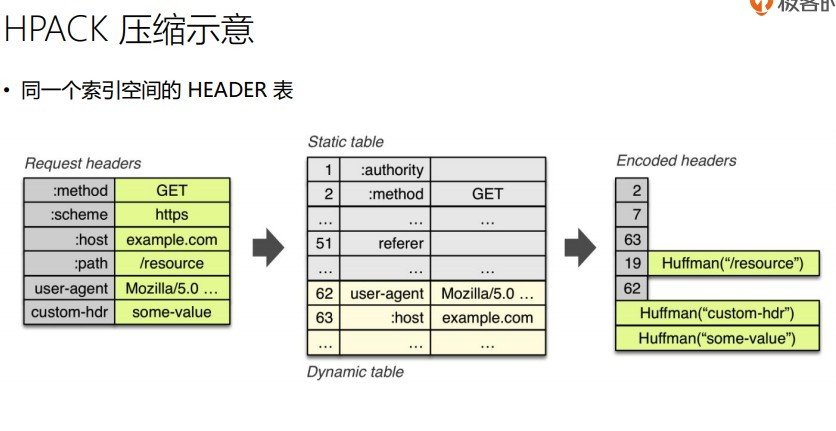 HPACK 压缩示意
• 同一个索引空间的 HEADER 表
Request headers
:method GET
:scheme https
:host example.com
:path /resource
user-agent Mozilla/5.0 ...
custom-hdr some-value
Static table
1 :authority
2 :method GET
... ... ...
51 referer
... ... ...
62 user-agent Mozilla/5.0 ...
63 :host example.com
... ... ...
Dynamic table
Encoded headers
2
7
63
19 Huffman(“/resource”)
62
Huffman(“custom-hdr”)
Huffman(“some-value”)